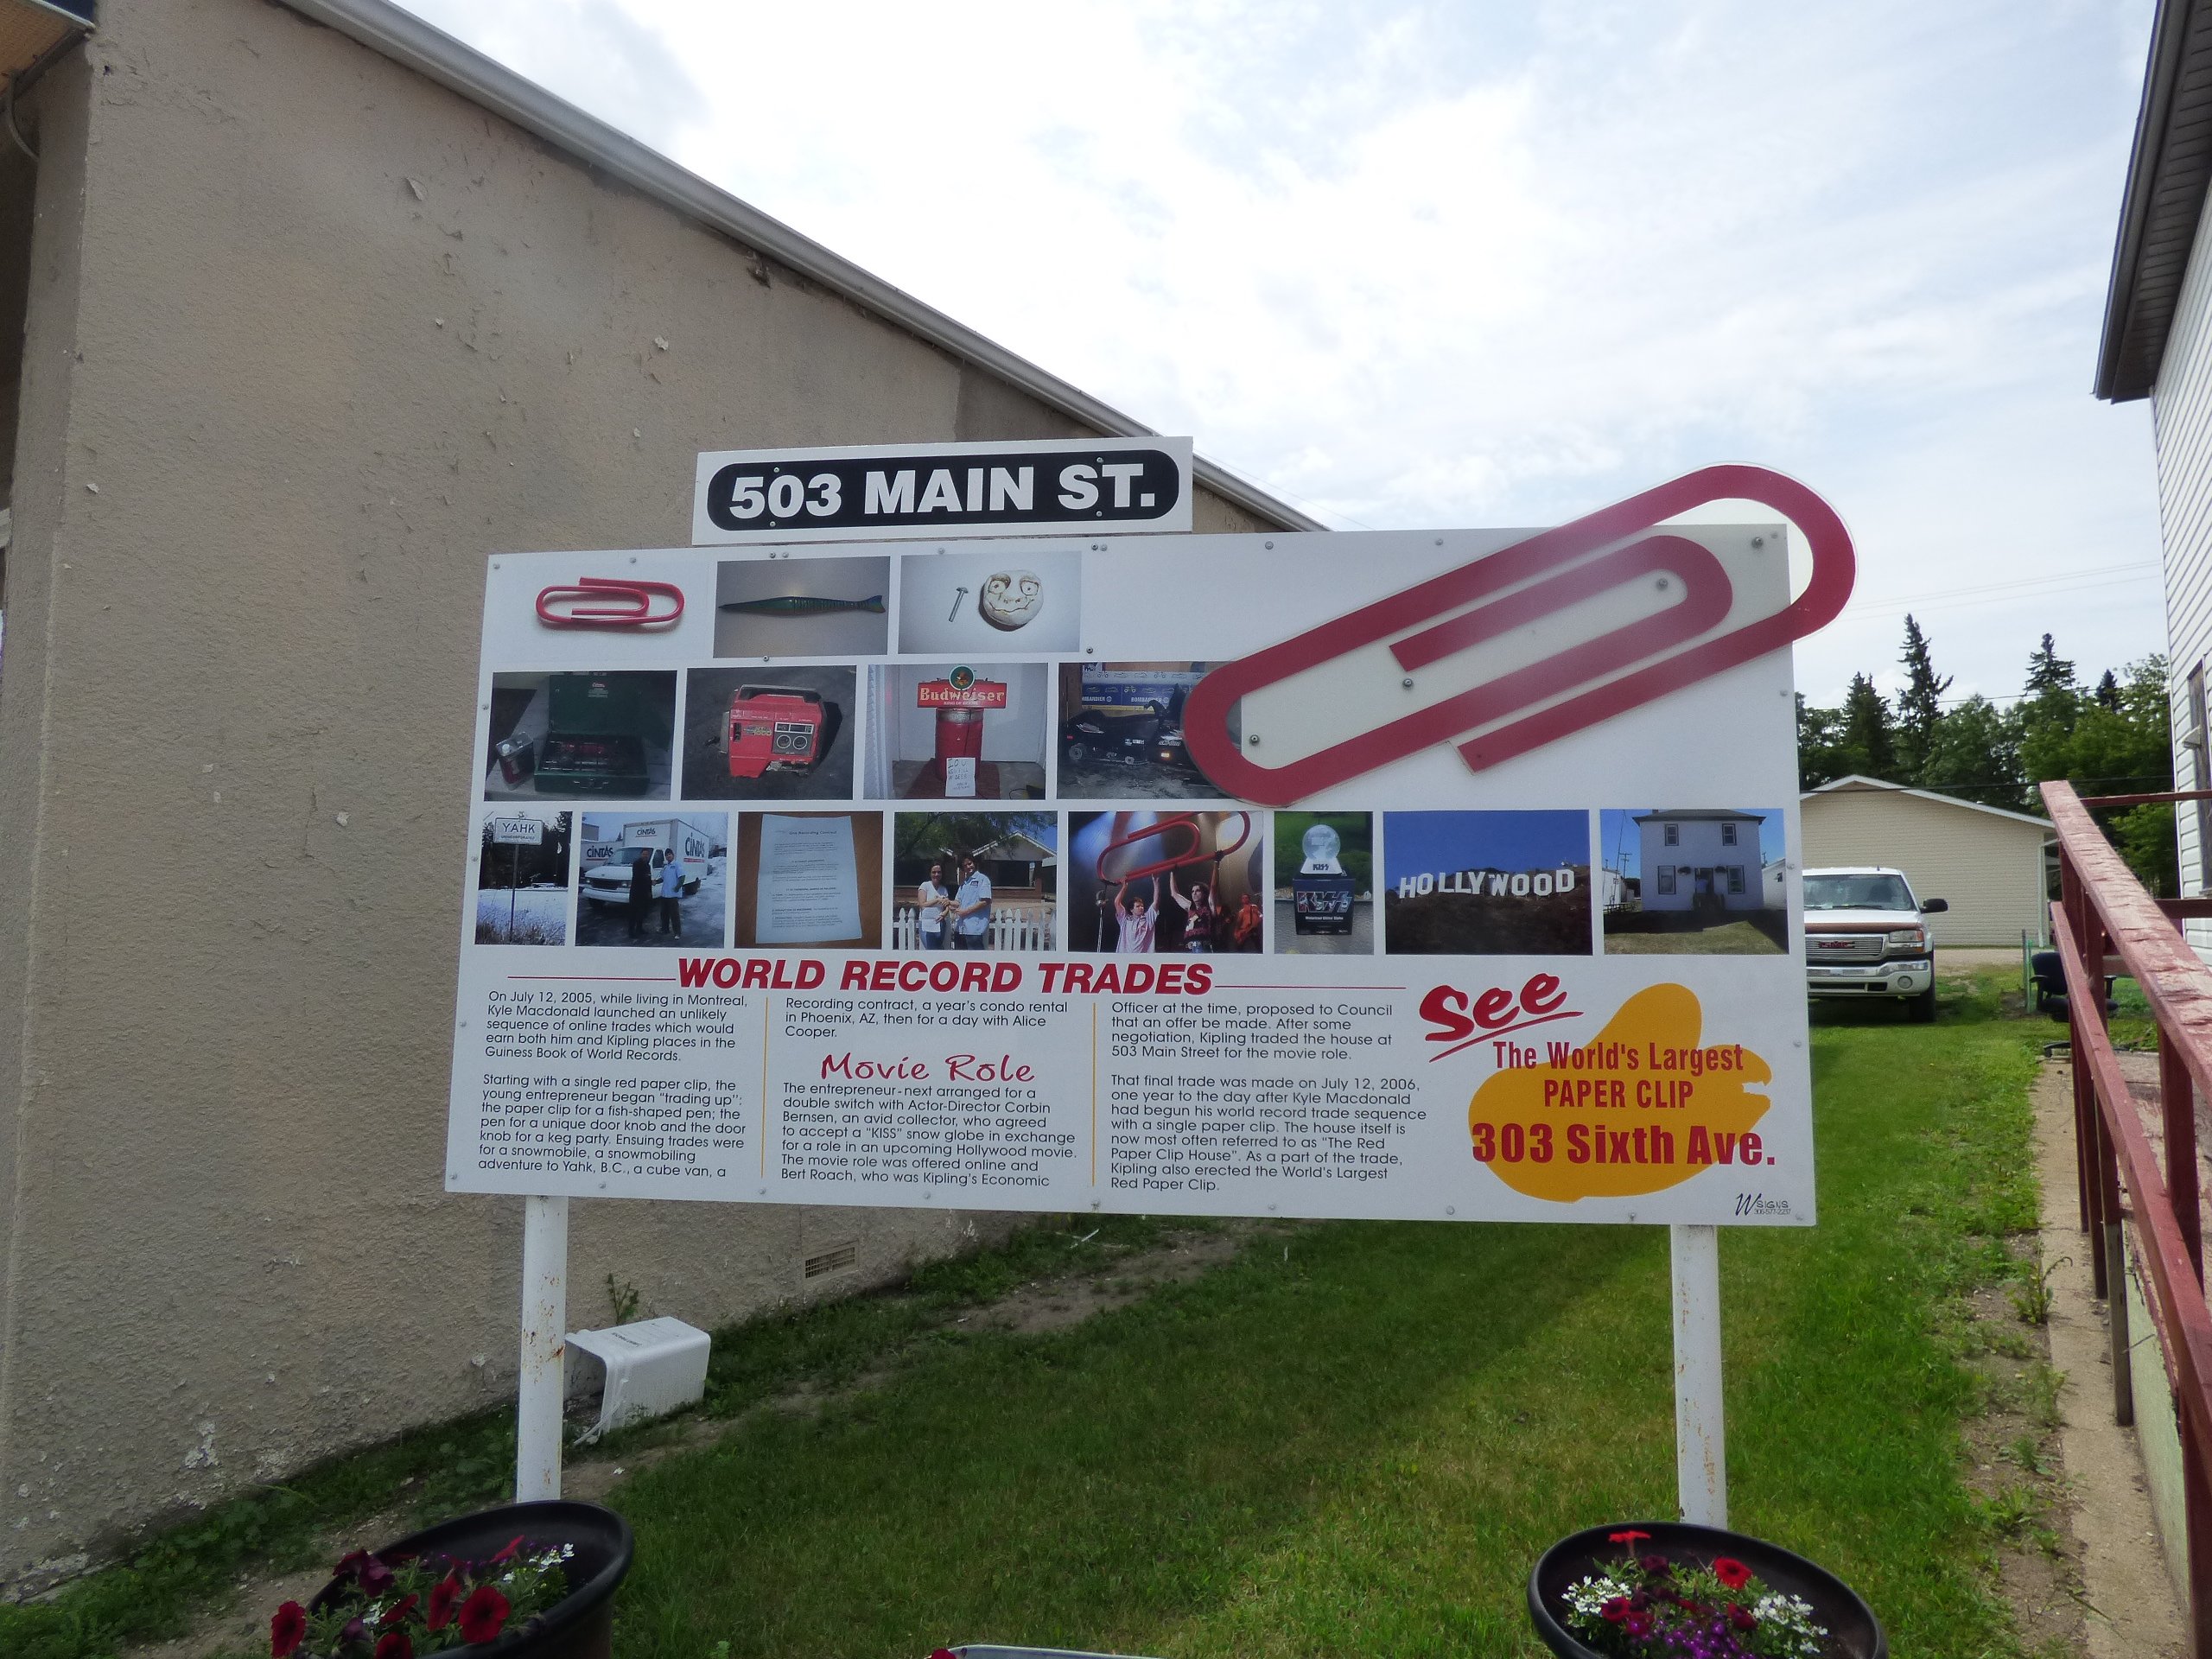 503 MAIN ST.
Budweiser
KING OF BEERS
YAHK
CINTAS
CINTAS
CINTAS
KISS
KISS
HOLLYWOOD
WORLD RECORD TRADES
On July 12, 2005, while living in Montreal,
Kyle Macdonald launched an unlikely
sequence of online trades which would
earn both him and Kipling places in the
Guiness Book of World Records.
Starting with a single red paper clip, the
young entrepreneur began "trading up":
the paper clip for a fish-shaped pen; the
pen for a unique door knob and the door
knob for a keg party. Ensuing trades were
for a snowmobile, a snowmobiling
adventure to Yahk, B.C., a cube van, a
Recording contract, a year's condo rental
in Phoenix, AZ, then for a day with Alice
Cooper.
Movie Role
The entrepreneur-next arranged for a
double switch with Actor-Director Corbin
Bernsen, an avid collector, who agreed
to accept a "KISS" snow globe in exchange
for a role in an upcoming Hollywood movie.
The movie role was offered online and
Bert Roach, who was Kipling's Economic
Officer at the time, proposed to Council
that an offer be made. After some
negotiation, Kipling traded the house at
503 Main Street for the movie role.
That final trade was made on July 12, 2006,
one year to the day after Kyle Macdonald
had begun his world record trade sequence
with a single paper clip. The house itself is
now most often referred to as "The Red
Paper Clip House". As a part of the trade,
Kipling also erected the World's Largest
Red Paper Clip.
See
The World's Largest
PAPER CLIP
303 Sixth Ave.
W SIGNS
306-577-2237
GMC